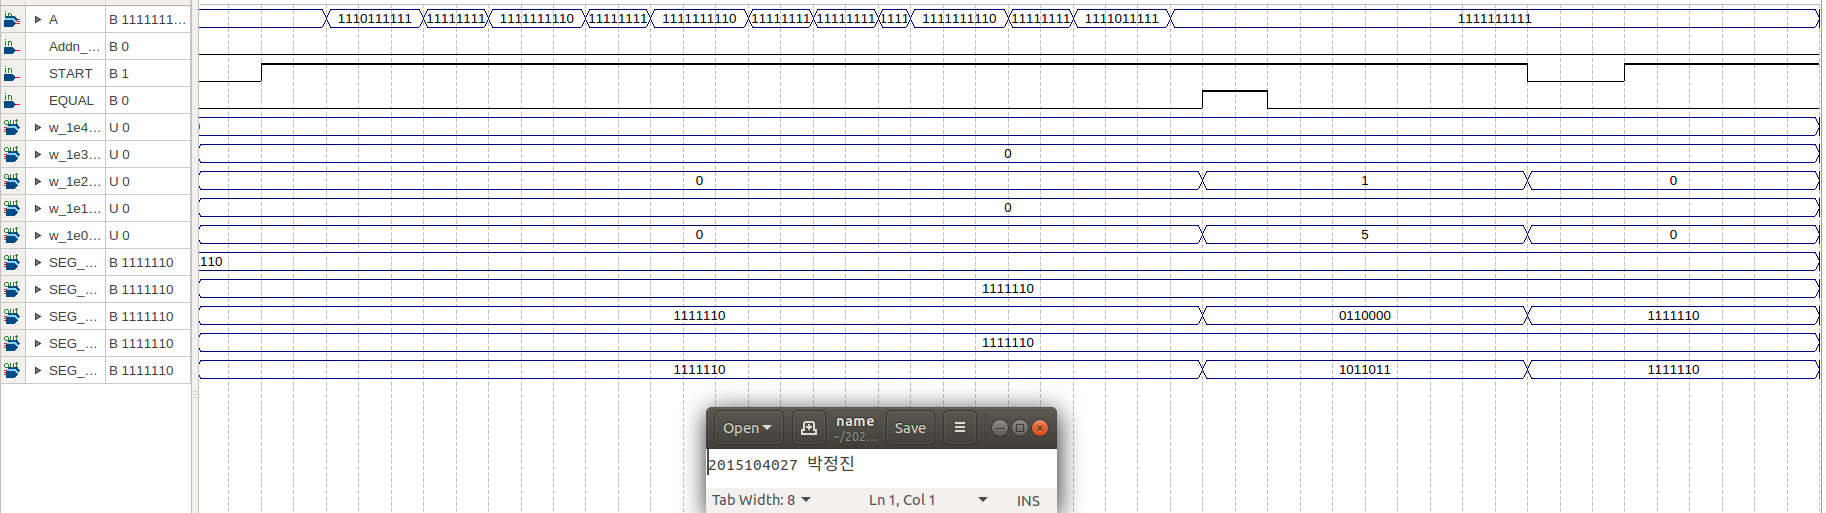 A B 1111111... 1110111111 11111111 1111111110 11111111 1111111110 11111111 11111111 1111 1111111110 11111111 1111011111 1111111111
Addn_... B 0
START B 1
EQUAL B 0
w_1e4... U 0
w_1e3... U 0 0
w_1e2... U 0 0 1 0
w_1e1... U 0 0
w_1e0... U 0 0 5 0
SEG_... B 1111110 .110
SEG_... B 1111110 1111110
SEG_... B 1111110 1111110 0110000 1111110
SEG_... B 1111110 1111110
SEG_... B 1111110 1111110 1011011 1111110
Open name Save
~/202...
2015104027 박정진
Tab Width: 8 Ln 1, Col 1 INS